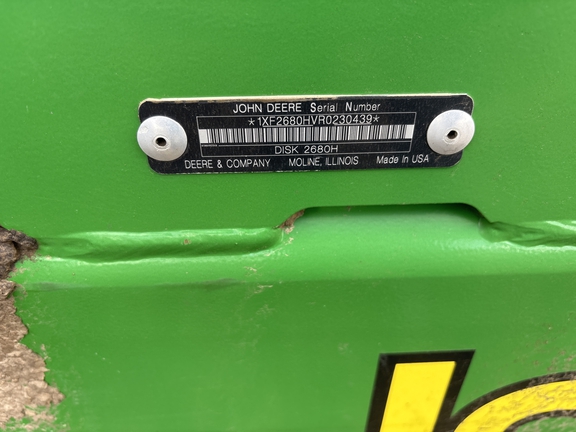 JOHN DEERE Serial Number
*1XF2680HVR0230439*
DISK 2680H
DEERE & COMPANY MOLINE, ILLINOIS Made In USA